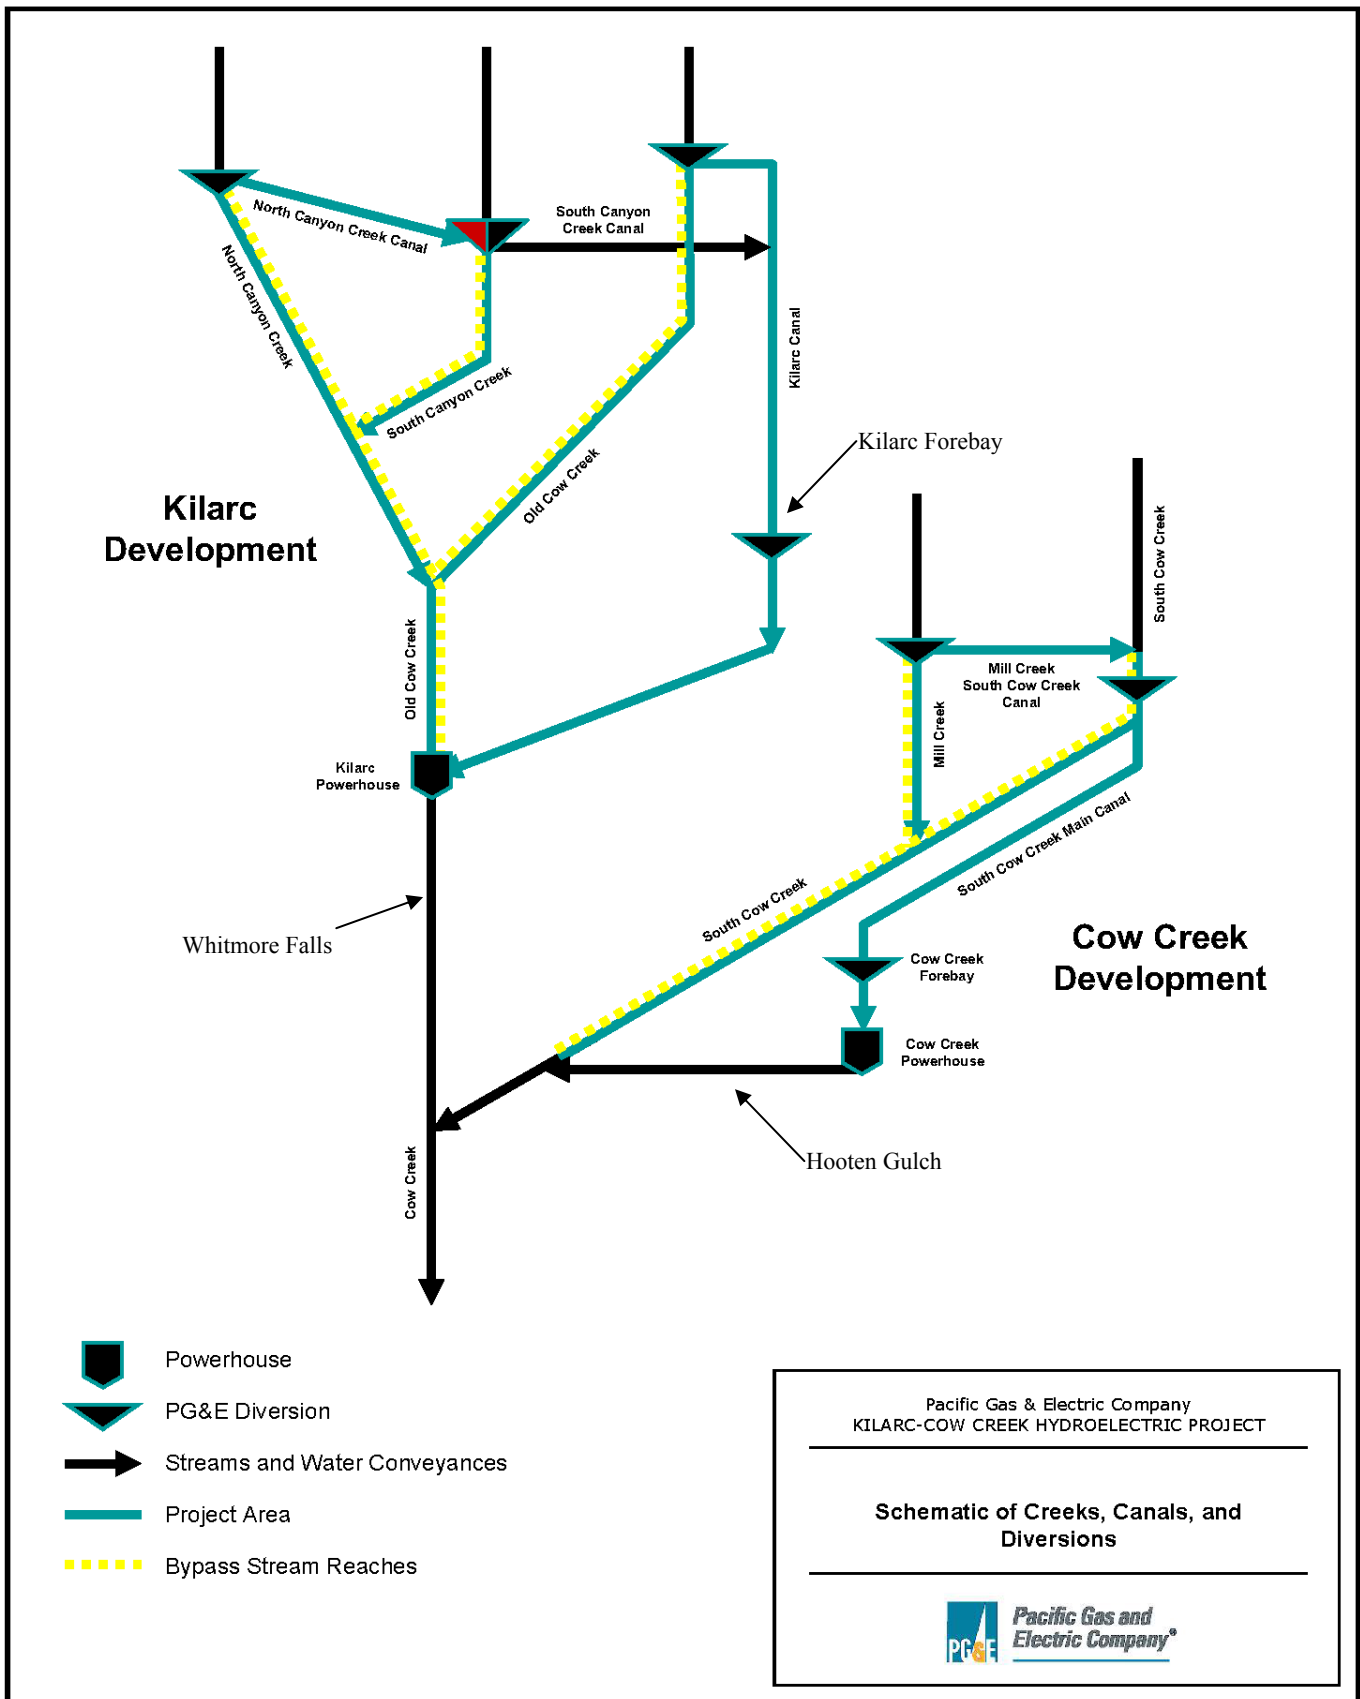 North Canyon Creek Canal
South Canyon
Creek Canal
North Canyon Creek
South Canyon Creek
Kilarc Canal
Old Cow Creek
Kilarc Forebay
Kilarc
Development
South Cow Creek
Old Cow Creek
Mill Creek
South Cow Creek
Canal
Mill Creek
Kilarc
Powerhouse
South Cow Creek Main Canal
South Cow Creek
Whitmore Falls
Cow Creek
Development
Cow Creek
Forebay
Cow Creek
Powerhouse
Hooten Gulch
Cow Creek
Powerhouse
PG&E Diversion
Streams and Water Conveyances
Project Area
Bypass Stream Reaches
Pacific Gas & Electric Company
KILARC-COW CREEK HYDROELECTRIC PROJECT
Schematic of Creeks, Canals, and
Diversions
PG&E
Pacific Gas and
Electric Company®